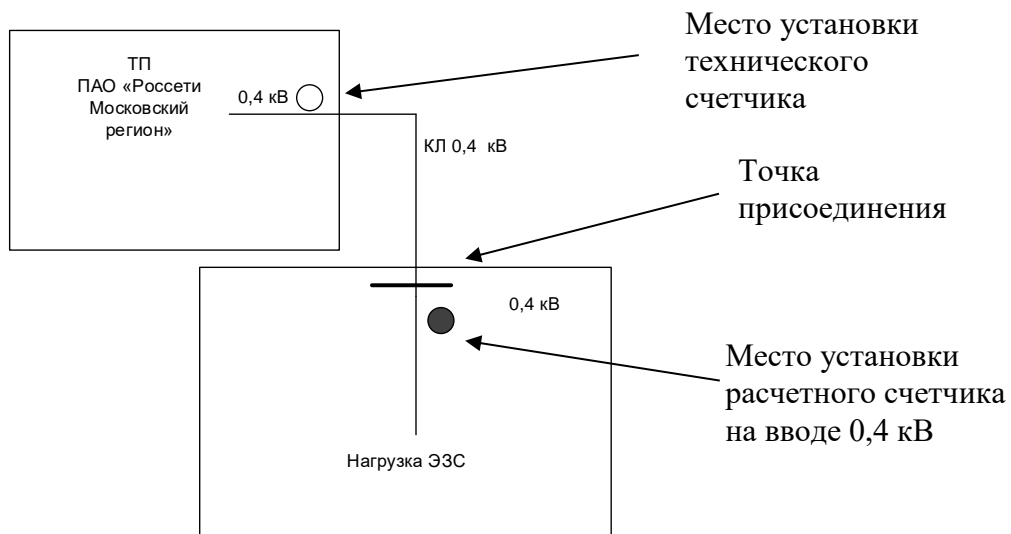 Место установки
технического
счетчика
ТП
ПАО «Россети
Московский
регион»
0,4 кВ
КЛ 0,4 кВ
Точка
присоединения
0,4 кВ
Место установки
расчетного счетчика
на вводе 0,4 кВ
Нагрузка ЭЗС